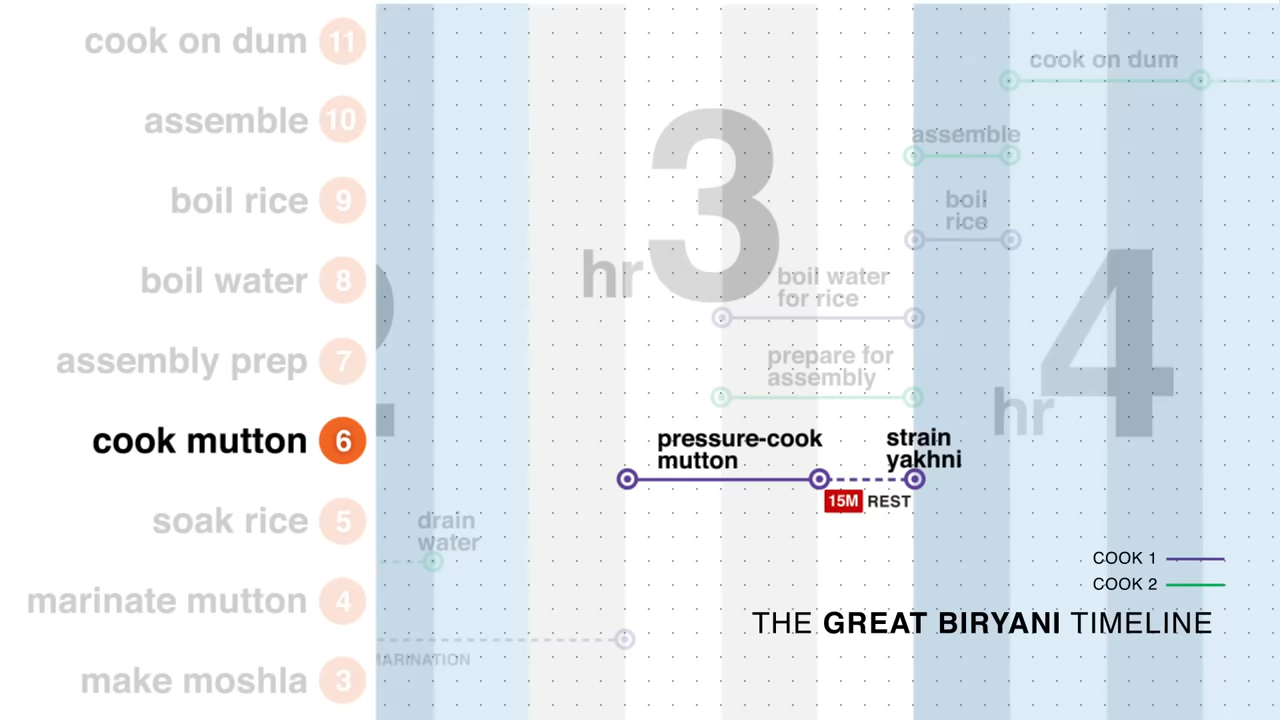 cook on dum 11
assemble 10
boil rice 9
boil water 8
assembly prep 7
cook mutton 6
soak rice 5
marinate mutton 4
make moshla 3
2
hr 3
hr 4
cook on dum
assemble
boil
rice
boil water
for rice
prepare for
assembly
pressure-cook
mutton
strain
yakhni
15M REST
drain
water
COOK 1
COOK 2
THE GREAT BIRYANI TIMELINE